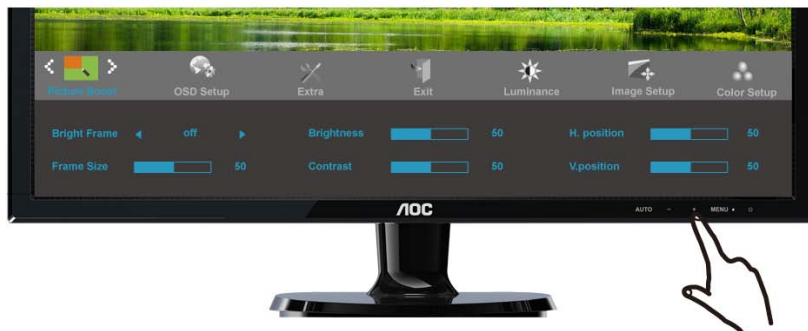 Picture Boost
OSD Setup
Extra
Exit
Luminance
Image Setup
Color Setup
Bright Frame off Brightness 50 H. position 50
Frame Size 50 Contrast 50 V.position 50
AOC
AUTO - + MENU